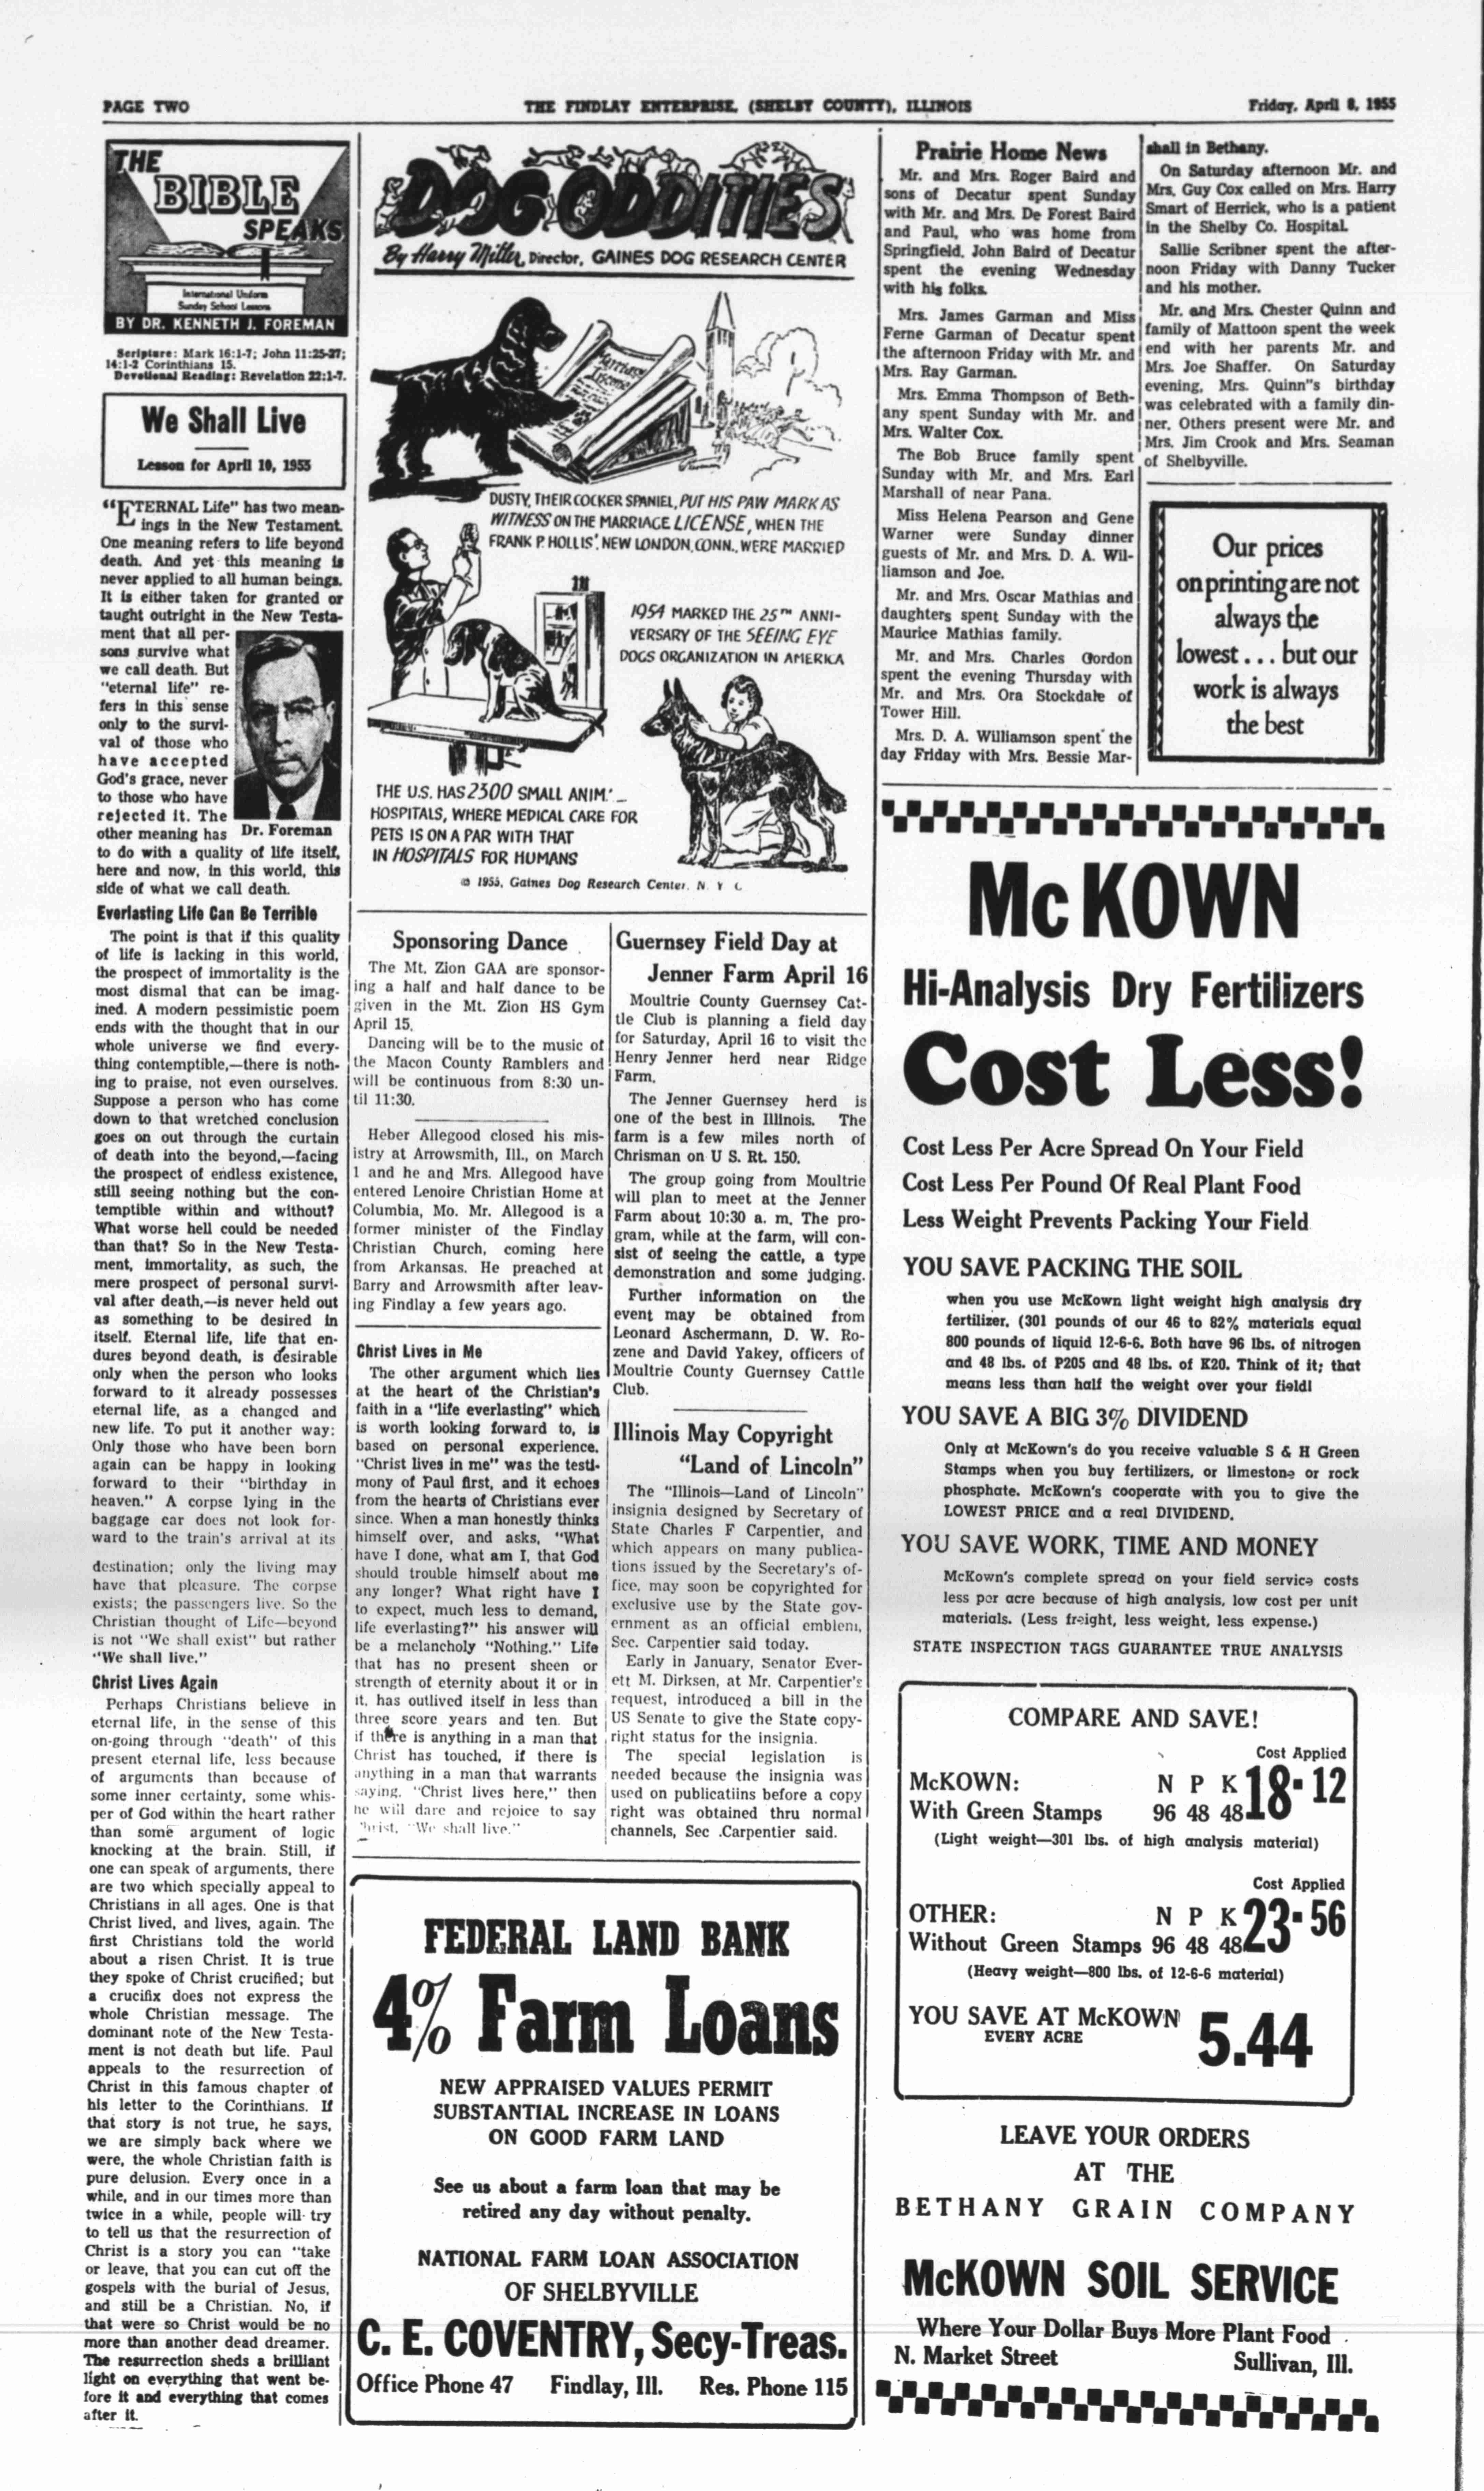 PAGE TWO
THE FINDLAY ENTERPRISE, (SHELBY COUNTY), ILLINOIS
Friday, April 8, 1955
THE
BIBLE
SPEAKS
International Uniform
Sunday School Lessons
BY DR. KENNETH J. FOREMAN
Scripture: Mark 16:1-7; John 11:25-27;
14:1-2 Corinthians 15.
Devotional Reading: Revelation 22:1-7.
We Shall Live
Lesson for April 10, 1955
"ETERNAL Life" has two mean-
ings in the New Testament.
One meaning refers to life beyond
death. And yet this meaning is
never applied to all human beings.
It is either taken for granted or
taught outright in the New Testa-
ment that all per-
sons survive what
we call death. But
"eternal life" re-
fers in this sense
only to the survi-
val of those who
have accepted
God's grace, never
to those who have
rejected it. The
other meaning has
Dr. Foreman
to do with a quality of life itself,
here and now, in this world, this
side of what we call death.
Everlasting Life Can Be Terrible
The point is that if this quality
of life is lacking in this world,
the prospect of immortality is the
most dismal that can be imag-
ined. A modern pessimistic poem
ends with the thought that in our
whole universe we find every-
thing contemptible,—there is noth-
ing to praise, not even ourselves.
Suppose a person who has come
down to that wretched conclusion
goes on out through the curtain
of death into the beyond,—facing
the prospect of endless existence,
still seeing nothing but the con-
temptible within and without?
What worse hell could be needed
than that? So in the New Testa-
ment, immortality, as such, the
mere prospect of personal survi-
val after death,—is never held out
as something to be desired in
itself. Eternal life, life that en-
dures beyond death, is desirable
only when the person who looks
forward to it already possesses
eternal life, as a changed and
new life. To put it another way:
Only those who have been born
again can be happy in looking
forward to their "birthday in
heaven." A corpse lying in the
baggage car does not look for-
ward to the train's arrival at its
destination; only the living may
have that pleasure. The corpse
exists; the passengers live. So the
Christian thought of Life—beyond
is not "We shall exist" but rather
"We shall live."
Christ Lives Again
Perhaps Christians believe in
eternal life, in the sense of this
on-going through "death" of this
present eternal life, less because
of arguments than because of
some inner certainty, some whis-
per of God within the heart rather
than some argument of logic
knocking at the brain. Still, if
one can speak of arguments, there
are two which specially appeal to
Christians in all ages. One is that
Christ lived, and lives, again. The
first Christians told the world
about a risen Christ. It is true
they spoke of Christ crucified; but
a crucifix does not express the
whole Christian message. The
dominant note of the New Testa-
ment is not death but life. Paul
appeals to the resurrection of
Christ in this famous chapter of
his letter to the Corinthians. If
that story is not true, he says,
we are simply back where we
were, the whole Christian faith is
pure delusion. Every once in a
while, and in our times more than
twice in a while, people will try
to tell us that the resurrection of
Christ is a story you can "take
or leave, that you can cut off the
gospels with the burial of Jesus,
and still be a Christian. No, if
that were so Christ would be no
more than another dead dreamer.
The resurrection sheds a brilliant
light on everything that went be-
fore it and everything that comes
after it.
DOG ODDITIES
By Harry Miller, Director, GAINES DOG RESEARCH CENTER
Marriage
License
DUSTY, THEIR COCKER SPANIEL, PUT HIS PAW MARK AS
WITNESS ON THE MARRIAGE LICENSE, WHEN THE
FRANK P. HOLLIS', NEW LONDON, CONN., WERE MARRIED
1954 MARKED THE 25TH ANNI-
VERSARY OF THE SEEING EYE
DOGS ORGANIZATION IN AMERICA
THE U.S. HAS 2300 SMALL ANIM.'
HOSPITALS, WHERE MEDICAL CARE FOR
PETS IS ON A PAR WITH THAT
IN HOSPITALS FOR HUMANS
© 1955, Gaines Dog Research Center, N. Y. C.
Sponsoring Dance
The Mt. Zion GAA are sponsor-
ing a half and half dance to be
given in the Mt. Zion HS Gym
April 15.
Dancing will be to the music of
the Macon County Ramblers and
will be continuous from 8:30 un-
til 11:30.
Heber Allegood closed his mis-
istry at Arrowsmith, Ill., on March
1 and he and Mrs. Allegood have
entered Lenoire Christian Home at
Columbia, Mo. Mr. Allegood is a
former minister of the Findlay
Christian Church, coming here
from Arkansas. He preached at
Barry and Arrowsmith after leav-
ing Findlay a few years ago.
Christ Lives in Me
The other argument which lies
at the heart of the Christian's
faith in a "life everlasting" which
is worth looking forward to, is
based on personal experience.
"Christ lives in me" was the testi-
mony of Paul first, and it echoes
from the hearts of Christians ever
since. When a man honestly thinks
himself over, and asks, "What
have I done, what am I, that God
should trouble himself about me
any longer? What right have I
to expect, much less to demand,
life everlasting?" his answer will
be a melancholy "Nothing." Life
that has no present sheen or
strength of eternity about it or in
it, has outlived itself in less than
three score years and ten. But
if there is anything in a man that
Christ has touched, if there is
anything in a man that warrants
saying, "Christ lives here," then
he will dare and rejoice to say
"We shall live."
Guernsey Field Day at
Jenner Farm April 16
Moultrie County Guernsey Cat-
tle Club is planning a field day
for Saturday, April 16 to visit the
Henry Jenner herd near Ridge
Farm.
The Jenner Guernsey herd is
one of the best in Illinois. The
farm is a few miles north of
Chrisman on U S. Rt. 150.
The group going from Moultrie
will plan to meet at the Jenner
Farm about 10:30 a. m. The pro-
gram, while at the farm, will con-
sist of seeing the cattle, a type
demonstration and some judging.
Further information on the
event may be obtained from
Leonard Aschermann, D. W. Ro-
zene and David Yakey, officers of
Moultrie County Guernsey Cattle
Club.
Illinois May Copyright
"Land of Lincoln"
The "Illinois—Land of Lincoln"
insignia designed by Secretary of
State Charles F Carpentier, and
which appears on many publica-
tions issued by the Secretary's of-
fice, may soon be copyrighted for
exclusive use by the State gov-
ernment as an official emblem,
Sec. Carpentier said today.
Early in January, Senator Ever-
ett M. Dirksen, at Mr. Carpentier's
request, introduced a bill in the
US Senate to give the State copy-
right status for the insignia.
The special legislation is
needed because the insignia was
used on publicatiins before a copy
right was obtained thru normal
channels, Sec .Carpentier said.
FEDERAL LAND BANK
4% Farm Loans
NEW APPRAISED VALUES PERMIT
SUBSTANTIAL INCREASE IN LOANS
ON GOOD FARM LAND
See us about a farm loan that may be
retired any day without penalty.
NATIONAL FARM LOAN ASSOCIATION
OF SHELBYVILLE
C. E. COVENTRY, Secy-Treas.
Office Phone 47 Findlay, Ill. Res. Phone 115
Prairie Home News
Mr. and Mrs. Roger Baird and
sons of Decatur spent Sunday
with Mr. and Mrs. De Forest Baird
and Paul, who was home from
Springfield. John Baird of Decatur
spent the evening Wednesday
with his folks.
Mrs. James Garman and Miss
Ferne Garman of Decatur spent
the afternoon Friday with Mr. and
Mrs. Ray Garman.
Mrs. Emma Thompson of Beth-
any spent Sunday with Mr. and
Mrs. Walter Cox.
The Bob Bruce family spent
Sunday with Mr. and Mrs. Earl
Marshall of near Pana.
Miss Helena Pearson and Gene
Warner were Sunday dinner
guests of Mr. and Mrs. D. A. Wil-
liamson and Joe.
Mr. and Mrs. Oscar Mathias and
daughters spent Sunday with the
Maurice Mathias family.
Mr. and Mrs. Charles Gordon
spent the evening Thursday with
Mr. and Mrs. Ora Stockdale of
Tower Hill.
Mrs. D. A. Williamson spent the
day Friday with Mrs. Bessie Mar-
shall in Bethany.
On Saturday afternoon Mr. and
Mrs. Guy Cox called on Mrs. Harry
Smart of Herrick, who is a patient
in the Shelby Co. Hospital.
Sallie Scribner spent the after-
noon Friday with Danny Tucker
and his mother.
Mr. and Mrs. Chester Quinn and
family of Mattoon spent the week
end with her parents Mr. and
Mrs. Joe Shaffer. On Saturday
evening, Mrs. Quinn"s birthday
was celebrated with a family din-
ner. Others present were Mr. and
Mrs. Jim Crook and Mrs. Seaman
of Shelbyville.
Our prices
on printing are not
always the
lowest... but our
work is always
the best
McKOWN
Hi-Analysis Dry Fertilizers
Cost Less!
Cost Less Per Acre Spread On Your Field
Cost Less Per Pound Of Real Plant Food
Less Weight Prevents Packing Your Field
YOU SAVE PACKING THE SOIL
when you use McKown light weight high analysis dry
fertilizer, (301 pounds of our 46 to 82% materials equal
800 pounds of liquid 12-6-6. Both have 96 lbs. of nitrogen
and 48 lbs. of P205 and 48 lbs. of K20. Think of it; that
means less than half the weight over your field!
YOU SAVE A BIG 3% DIVIDEND
Only at McKown's do you receive valuable S & H Green
Stamps when you buy fertilizers, or limestone or rock
phosphate. McKown's cooperate with you to give the
LOWEST PRICE and a real DIVIDEND.
YOU SAVE WORK, TIME AND MONEY
McKown's complete spread on your field service costs
less per acre because of high analysis, low cost per unit
materials. (Less freight, less weight, less expense.)
STATE INSPECTION TAGS GUARANTEE TRUE ANALYSIS
COMPARE AND SAVE!
Cost Applied
McKOWN: N P K 18.12
With Green Stamps 96 48 48
(Light weight—301 lbs. of high analysis material)
Cost Applied
OTHER: N P K 23.56
Without Green Stamps 96 48 48
(Heavy weight—800 lbs. of 12-6-6 material)
YOU SAVE AT McKOWN 5.44
EVERY ACRE
LEAVE YOUR ORDERS
AT THE
BETHANY GRAIN COMPANY
McKOWN SOIL SERVICE
Where Your Dollar Buys More Plant Food
N. Market Street Sullivan, Ill.